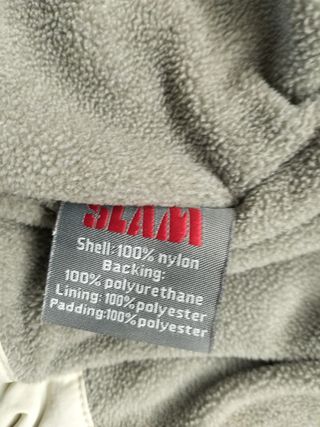 SLAM
Shell:100% nylon
Backing:
100% polyurethane
Lining:100% polyester
Padding:100%polyester